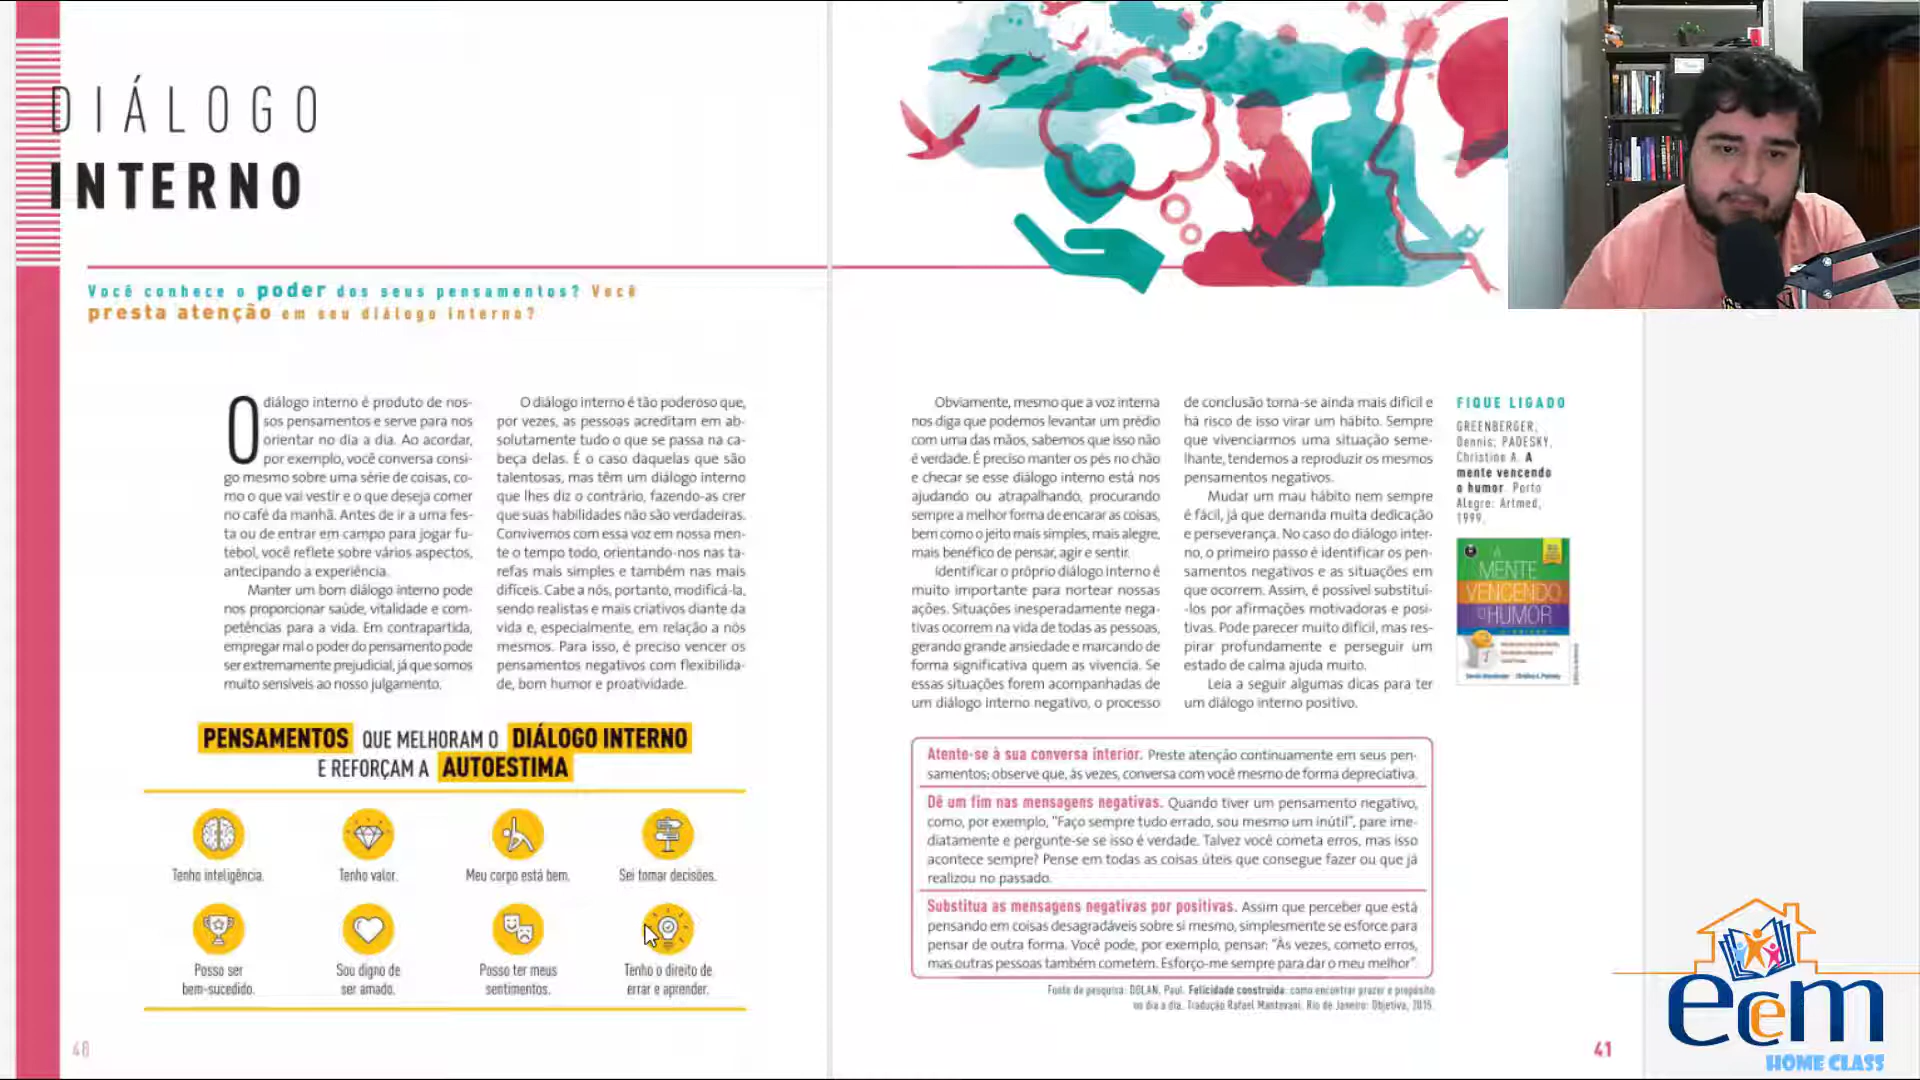 DIÁLOGO
INTERNO
Você conhece o poder dos seus pensamentos? Você
presta atenção em seu diálogo interno?
O diálogo interno é produto de nos-
sos pensamentos e serve para nos
orientar no dia a dia. Ao acordar,
por exemplo, você conversa consi-
go mesmo sobre uma série de coisas, co-
mo o que vai vestir e o que deseja comer
no café da manhã. Antes de ir a uma fes-
ta ou de entrar em campo para jogar fu-
tebol, você reflete sobre vários aspectos,
antecipando a experiência.
Manter um bom diálogo interno pode
nos proporcionar saúde, vitalidade e com-
petências para a vida. Em contrapartida,
empregar mal o poder do pensamento pode
ser extremamente prejudicial, já que somos
muito sensíveis ao nosso julgamento.
O diálogo interno é tão poderoso que,
por vezes, as pessoas acreditam em ab-
solutamente tudo o que se passa na ca-
beça delas. É o caso daquelas que são
talentosas, mas têm um diálogo interno
que lhes diz o contrário, fazendo-as crer
que suas habilidades não são verdadeiras.
Convivemos com essa voz em nossa men-
te o tempo todo, orientando-nos nas ta-
refas mais simples e também nas mais
difíceis. Cabe a nós, portanto, modificá-la,
sendo realistas e mais criativos diante da
vida e, especialmente, em relação a nós
mesmos. Para isso, é preciso vencer os
pensamentos negativos com flexibilida-
de, bom humor e proatividade.
PENSAMENTOS QUE MELHORAM O DIÁLOGO INTERNO
E REFORÇAM A AUTOESTIMA
Tenho inteligência.
Tenho valor.
Meu corpo está bem.
Sei tomar decisões.
Posso ser
bem-sucedido.
Sou digno de
ser amado.
Posso ter meus
sentimentos.
Tenho o direito de
errar e aprender.
40
Obviamente, mesmo que a voz interna
nos diga que podemos levantar um prédio
com uma das mãos, sabemos que isso não
é verdade. É preciso manter os pés no chão
e checar se esse diálogo interno está nos
ajudando ou atrapalhando, procurando
sempre a melhor forma de encarar as coisas,
bem como o jeito mais simples, mais alegre,
mais benéfico de pensar, agir e sentir.
Identificar o próprio diálogo interno é
muito importante para nortear nossas
ações. Situações inesperadamente nega-
tivas ocorrem na vida de todas as pessoas,
gerando grande ansiedade e marcando de
forma significativa quem as vivencia. Se
essas situações forem acompanhadas de
um diálogo interno negativo, o processo
de conclusão torna-se ainda mais difícil e
há risco de isso virar um hábito. Sempre
que vivenciarmos uma situação seme-
lhante, tendemos a reproduzir os mesmos
pensamentos negativos.
Mudar um mau hábito nem sempre
é fácil, já que demanda muita dedicação
e perseverança. No caso do diálogo inter-
no, o primeiro passo é identificar os pen-
samentos negativos e as situações em
que ocorrem. Assim, é possível substituí-
-los por afirmações motivadoras e posi-
tivas. Pode parecer muito difícil, mas res-
pirar profundamente e perseguir um
estado de calma ajuda muito.
Leia a seguir algumas dicas para ter
um diálogo interno positivo.
FIQUE LIGADO
GREENBERGER,
Dennis; PADESKY,
Christine A. A
mente vencendo
o humor. Porto
Alegre: Artmed,
1999.
A
MENTE
VENCENDO
O HUMOR
Atente-se à sua conversa interior. Preste atenção continuamente em seus pen-
samentos; observe que, às vezes, conversa com você mesmo de forma depreciativa.
Dê um fim nas mensagens negativas. Quando tiver um pensamento negativo,
como, por exemplo, "Faço sempre tudo errado, sou mesmo um inútil", pare ime-
diatamente e pergunte-se se isso é verdade. Talvez você cometa erros, mas isso
acontece sempre? Pense em todas as coisas úteis que consegue fazer ou que já
realizou no passado.
Substitua as mensagens negativas por positivas. Assim que perceber que está
pensando em coisas desagradáveis sobre si mesmo, simplesmente se esforce para
pensar de outra forma. Você pode, por exemplo, pensar: "Às vezes, cometo erros,
mas outras pessoas também cometem. Esforço-me sempre para dar o meu melhor".
Fonte de pesquisa: DOLAN, Paul. Felicidade construída: como encontrar prazer e propósito
no dia a dia. Tradução Rafael Mantovani. Rio de Janeiro: Objetiva, 2015.
41
ecem
HOME CLASS